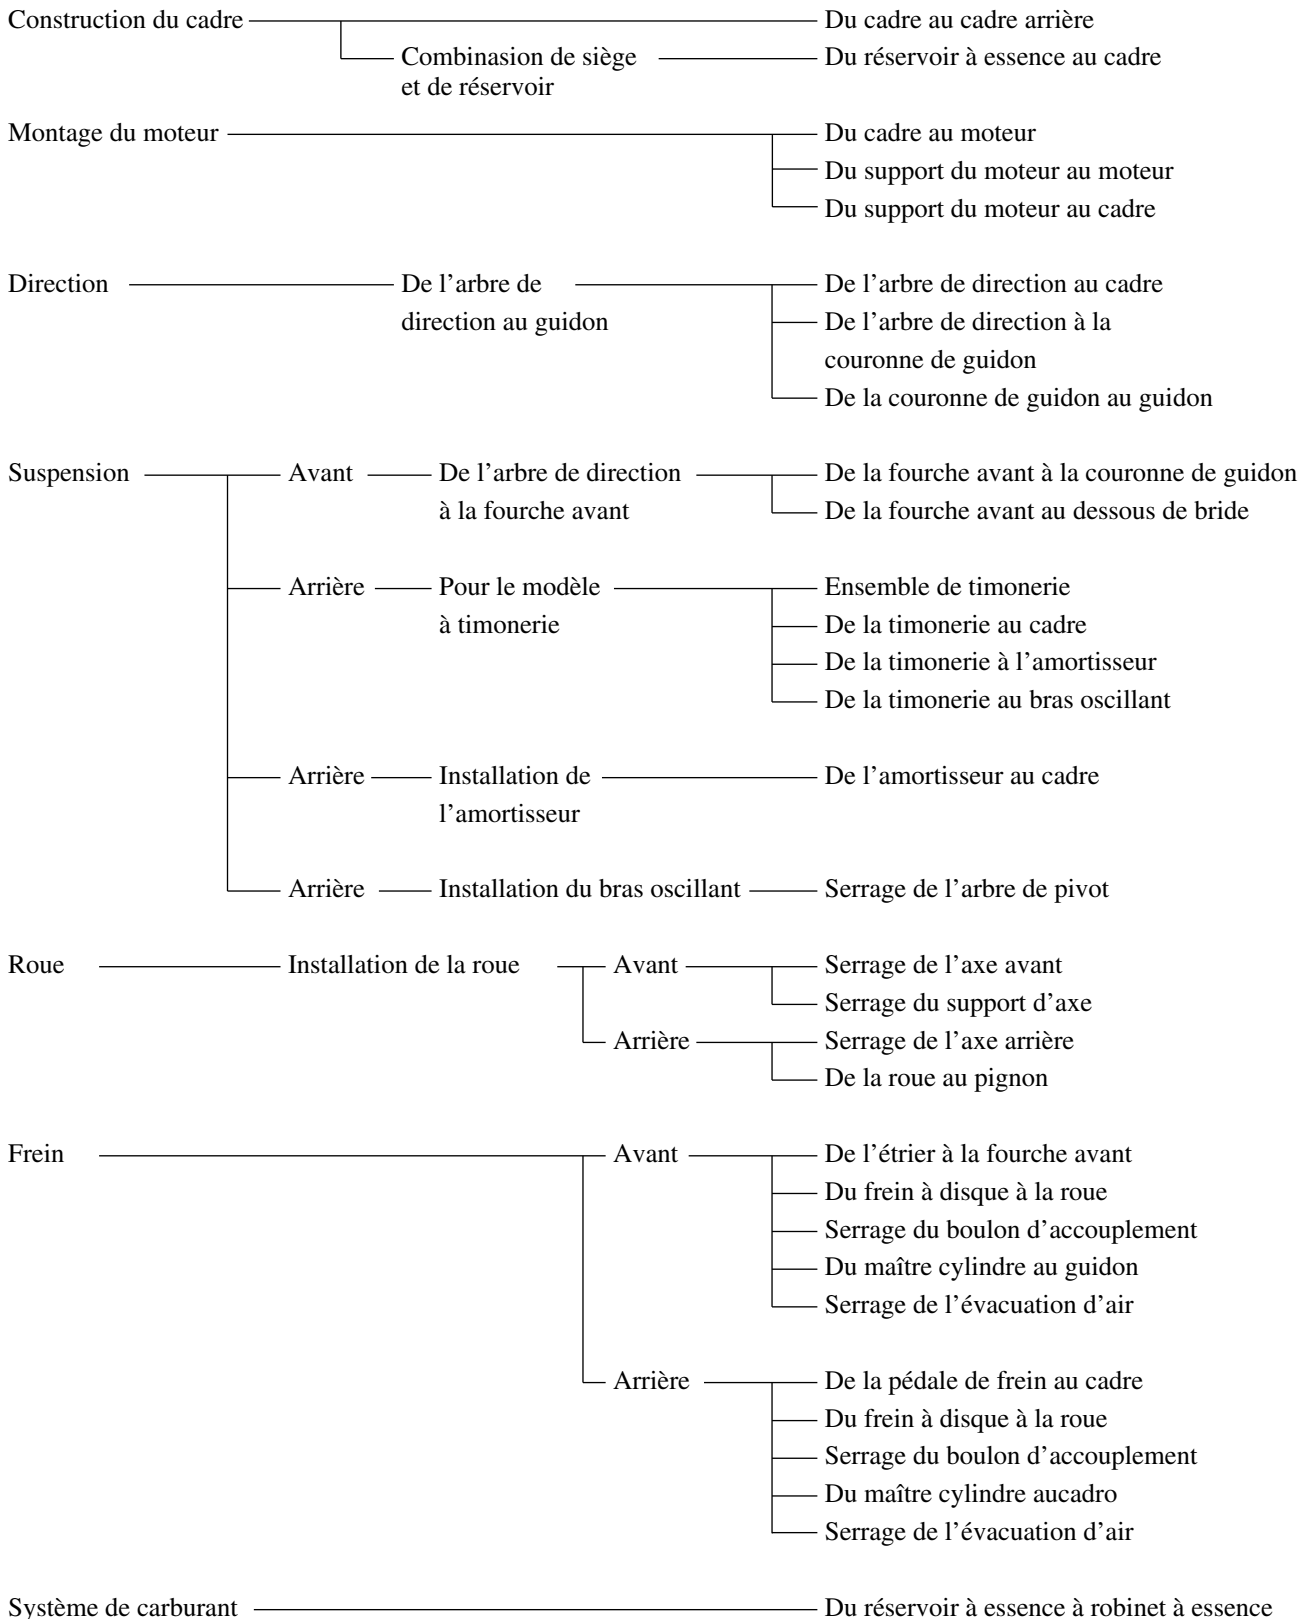 Construction du cadre Du cadre au cadre arrière
Combinasion de siège Du réservoir à essence au cadre
et de réservoir
Montage du moteur Du cadre au moteur
Du support du moteur au moteur
Du support du moteur au cadre
Direction De l'arbre de De l'arbre de direction au cadre
direction au guidon De l'arbre de direction à la
couronne de guidon
De la couronne de guidon au guidon
Suspension Avant De l'arbre de direction De la fourche avant à la couronne de guidon
à la fourche avant De la fourche avant au dessous de bride
Arrière Pour le modèle Ensemble de timonerie
à timonerie De la timonerie au cadre
De la timonerie à l'amortisseur
De la timonerie au bras oscillant
Arrière Installation de De l'amortisseur au cadre
l'amortisseur
Arrière Installation du bras oscillant Serrage de l'arbre de pivot
Roue Installation de la roue Avant Serrage de l'axe avant
Serrage du support d'axe
Arrière Serrage de l'axe arrière
De la roue au pignon
Frein Avant De l'étrier à la fourche avant
Du frein à disque à la roue
Serrage du boulon d'accouplement
Du maître cylindre au guidon
Serrage de l'évacuation d'air
Arrière De la pédale de frein au cadre
Du frein à disque à la roue
Serrage du boulon d'accouplement
Du maître cylindre aucadro
Serrage de l'évacuation d'air
Système de carburant Du réservoir à essence à robinet à essence